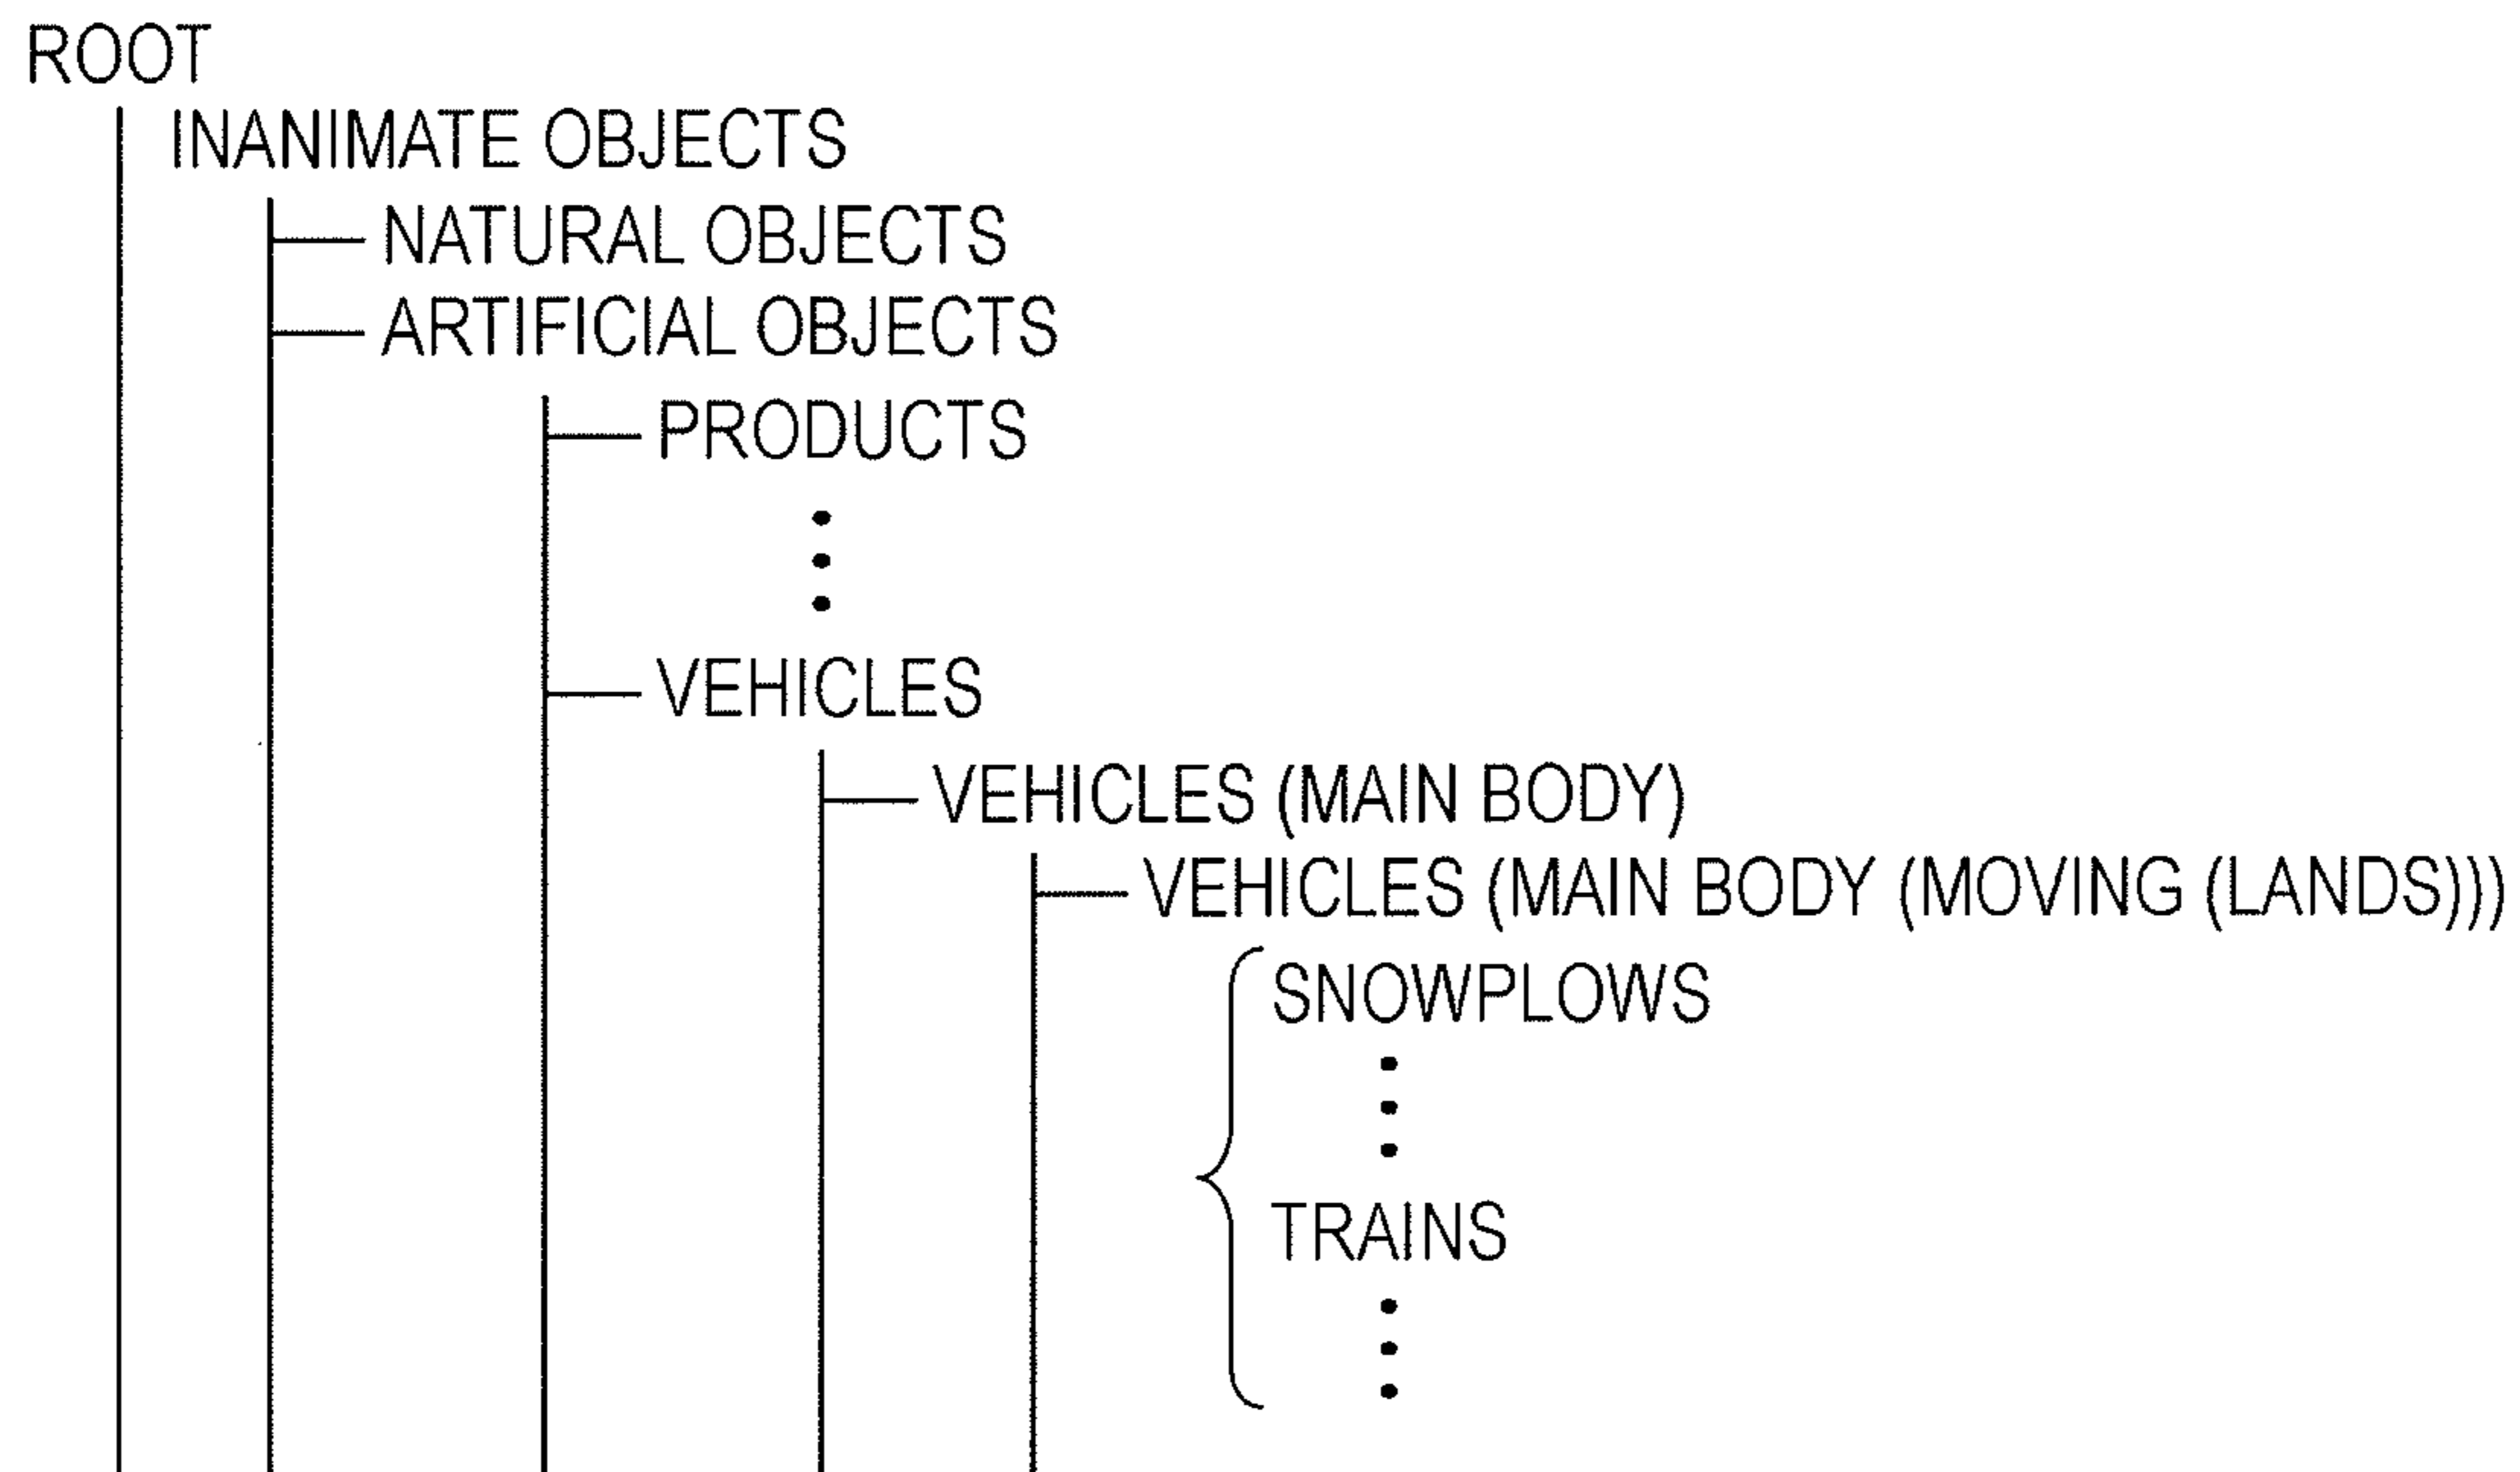 ROOT
INANIMATE OBJECTS
NATURAL OBJECTS
ARTIFICIAL OBJECTS
PRODUCTS
VEHICLES
VEHICLES (MAIN BODY)
VEHICLES (MAIN BODY (MOVING (LANDS)))
SNOWPLOWS
TRAINS